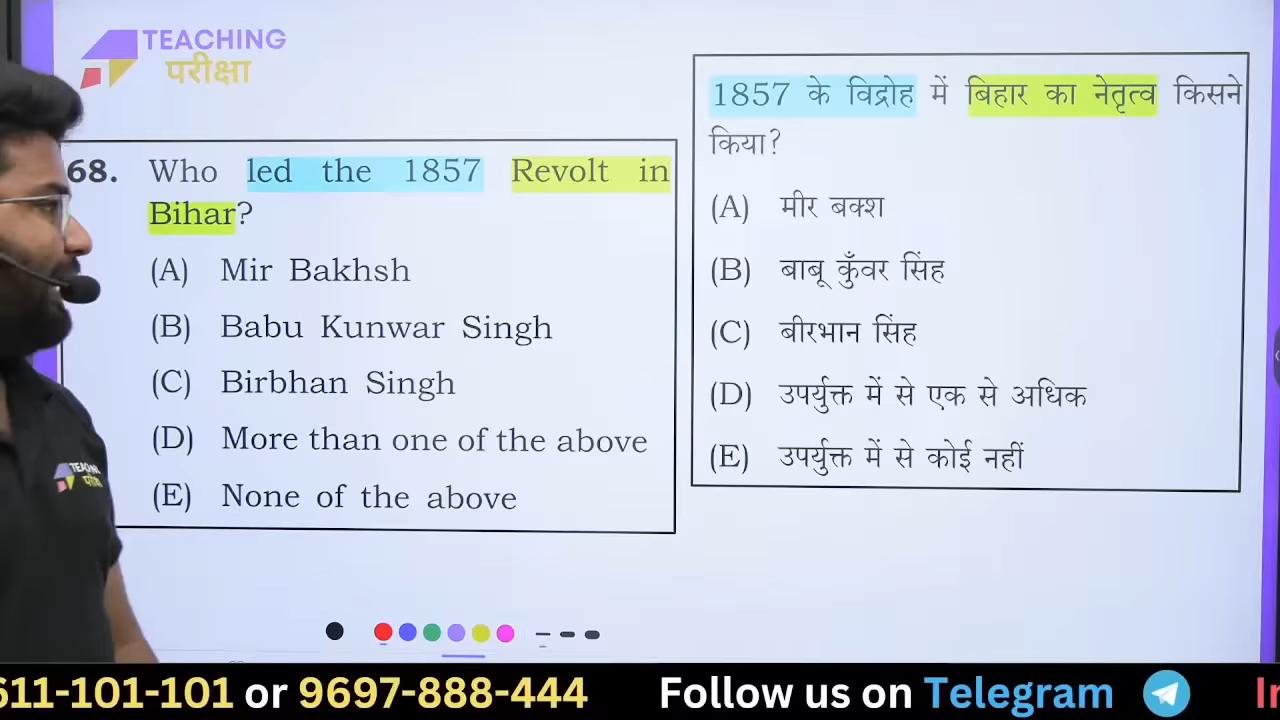 TEACHING
परीक्षा
68. Who led the 1857 Revolt in
Bihar?
(A) Mir Bakhsh
(B) Babu Kunwar Singh
(C) Birbhan Singh
(D) More than one of the above
(E) None of the above
1857 के विद्रोह में बिहार का नेतृत्व किसने
किया?
(A) मीर बक्श
(B) बाबू कुँवर सिंह
(C) बीरभान सिंह
(D) उपर्युक्त में से एक से अधिक
(E) उपर्युक्त में से कोई नहीं
परीक्षा
611-101-101 or 9697-888-444 Follow us on Telegram